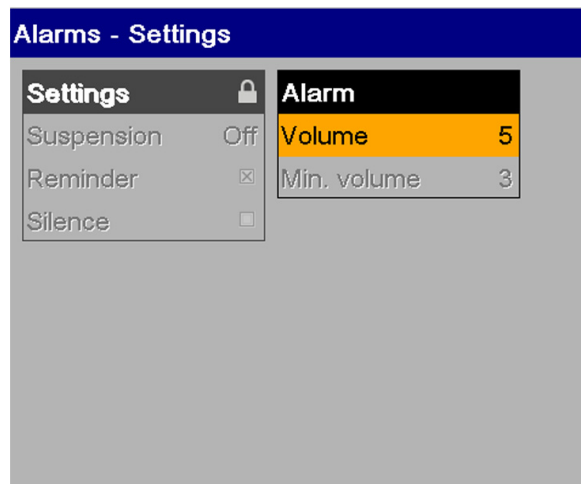 Alarms - Settings
Settings
Suspension Off
Reminder
Silence
Alarm
Volume 5
Min. volume 3